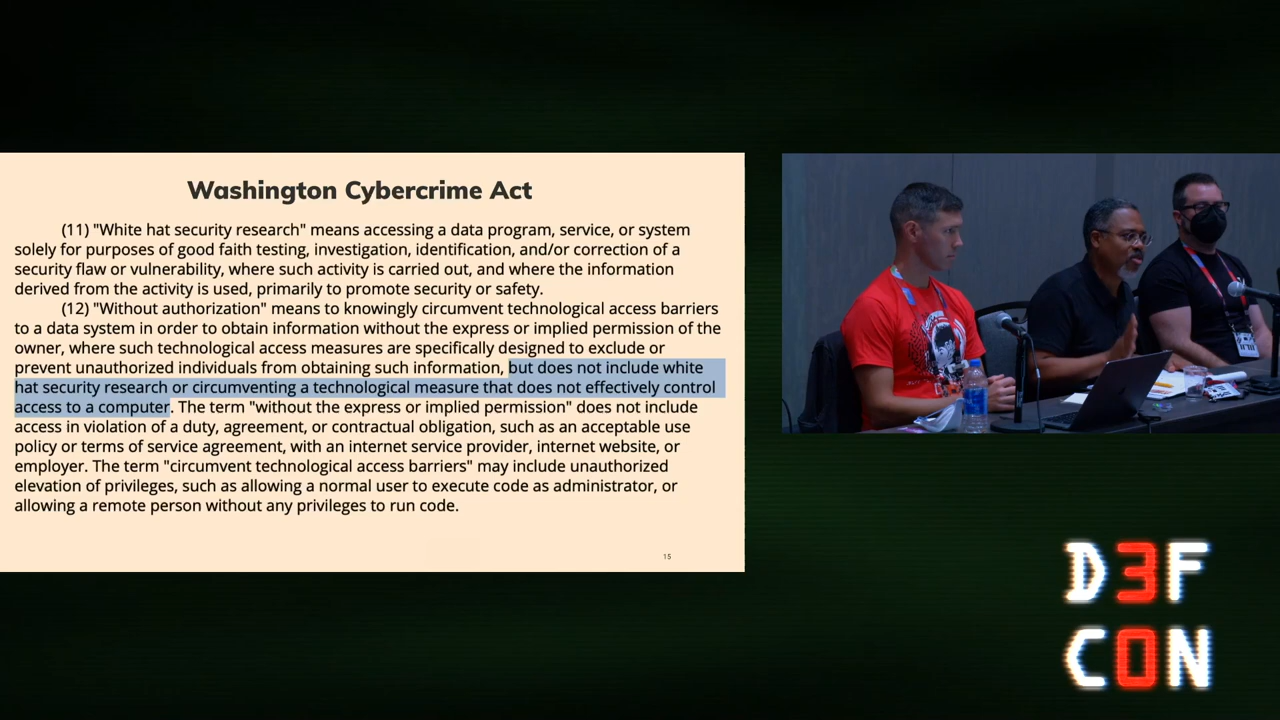 Washington Cybercrime Act
(11) "White hat security research" means accessing a data program, service, or system
solely for purposes of good faith testing, investigation, identification, and/or correction of a
security flaw or vulnerability, where such activity is carried out, and where the information
derived from the activity is used, primarily to promote security or safety.
(12) "Without authorization" means to knowingly circumvent technological access barriers
to a data system in order to obtain information without the express or implied permission of the
owner, where such technological access measures are specifically designed to exclude or
prevent unauthorized individuals from obtaining such information, but does not include white
hat security research or circumventing a technological measure that does not effectively control
access to a computer. The term "without the express or implied permission" does not include
access in violation of a duty, agreement, or contractual obligation, such as an acceptable use
policy or terms of service agreement, with an internet service provider, internet website, or
employer. The term "circumvent technological access barriers" may include unauthorized
elevation of privileges, such as allowing a normal user to execute code as administrator, or
allowing a remote person without any privileges to run code.
15
D3F
C0N